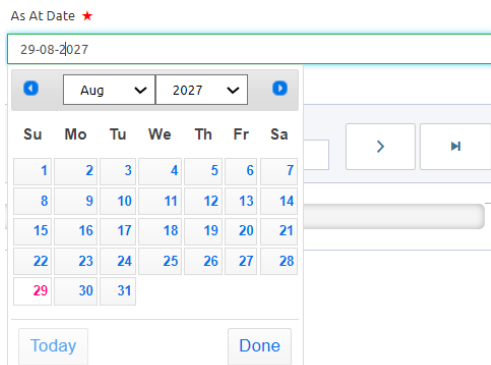 As At Date ★
29-08-2027
Aug 2027
Su Mo Tu We Th Fr Sa
1 2 3 4 5 6 7
8 9 10 11 12 13 14
15 16 17 18 19 20 21
22 23 24 25 26 27 28
29 30 31
Today Done